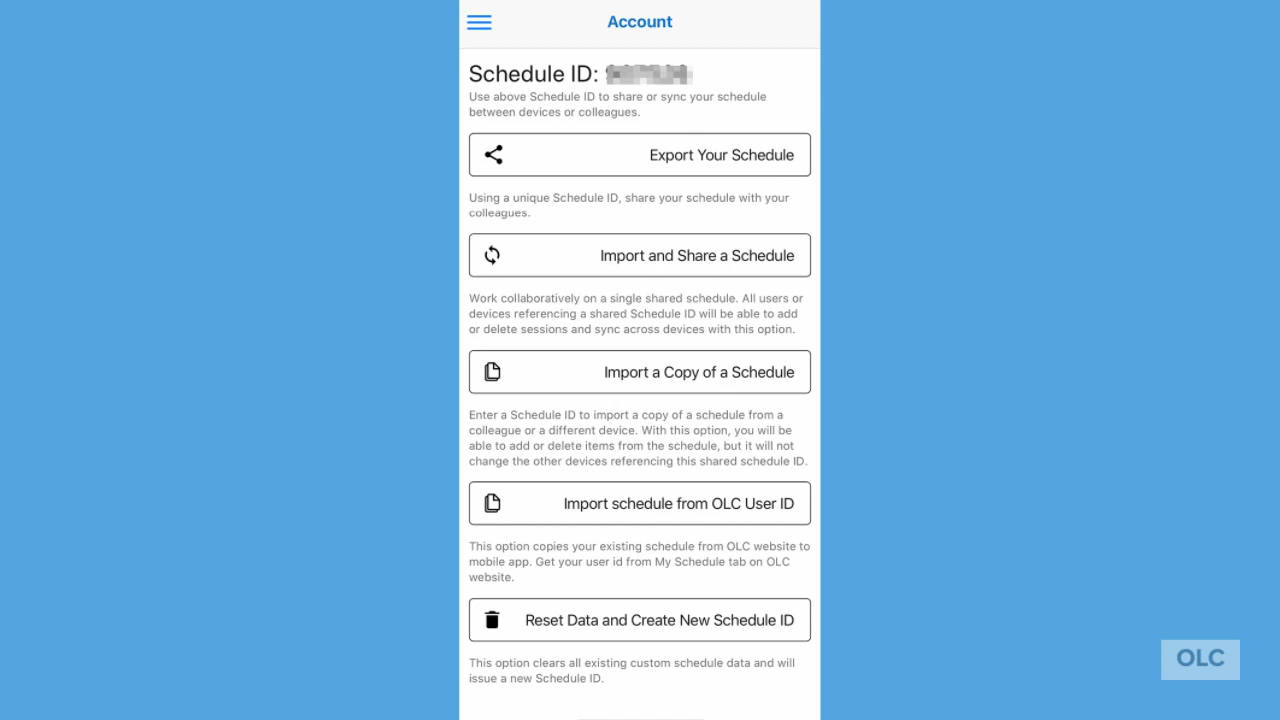 Account
Schedule ID:
Use above Schedule ID to share or sync your schedule
between devices or colleagues.
Export Your Schedule
Using a unique Schedule ID, share your schedule with your
colleagues.
Import and Share a Schedule
Work collaboratively on a single shared schedule. All users or
devices referencing a shared Schedule ID will be able to add
or delete sessions and sync across devices with this option.
Import a Copy of a Schedule
Enter a Schedule ID to import a copy of a schedule from a
colleague or a different device. With this option, you will be
able to add or delete items from the schedule, but it will not
change the other devices referencing this shared schedule ID.
Import schedule from OLC User ID
This option copies your existing schedule from OLC website to
mobile app. Get your user id from My Schedule tab on OLC
website.
Reset Data and Create New Schedule ID
This option clears all existing custom schedule data and will
issue a new Schedule ID.
OLC